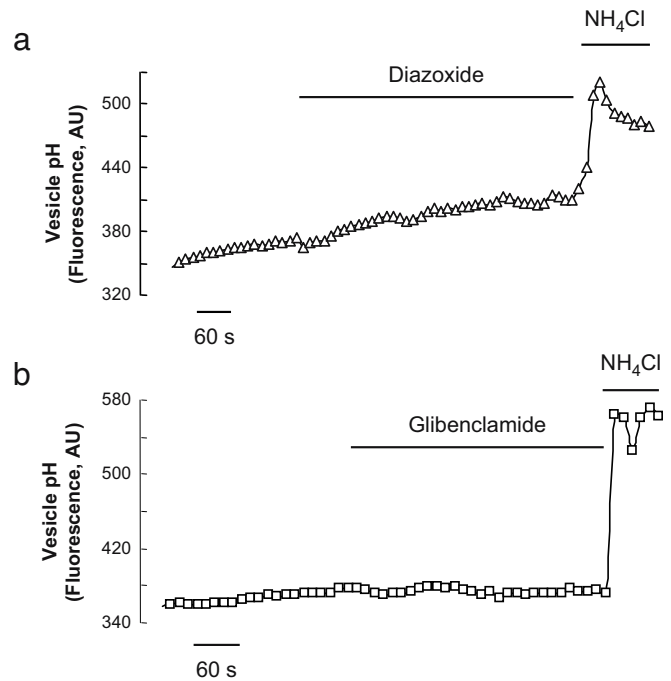 a
NH₄Cl
Diazoxide
500
440
380
320
Vesicle pH
(Fluorescence, AU)
60 s
b
NH₄Cl
Glibenclamide
580
500
420
340
Vesicle pH
(Fluorescence, AU)
60 s